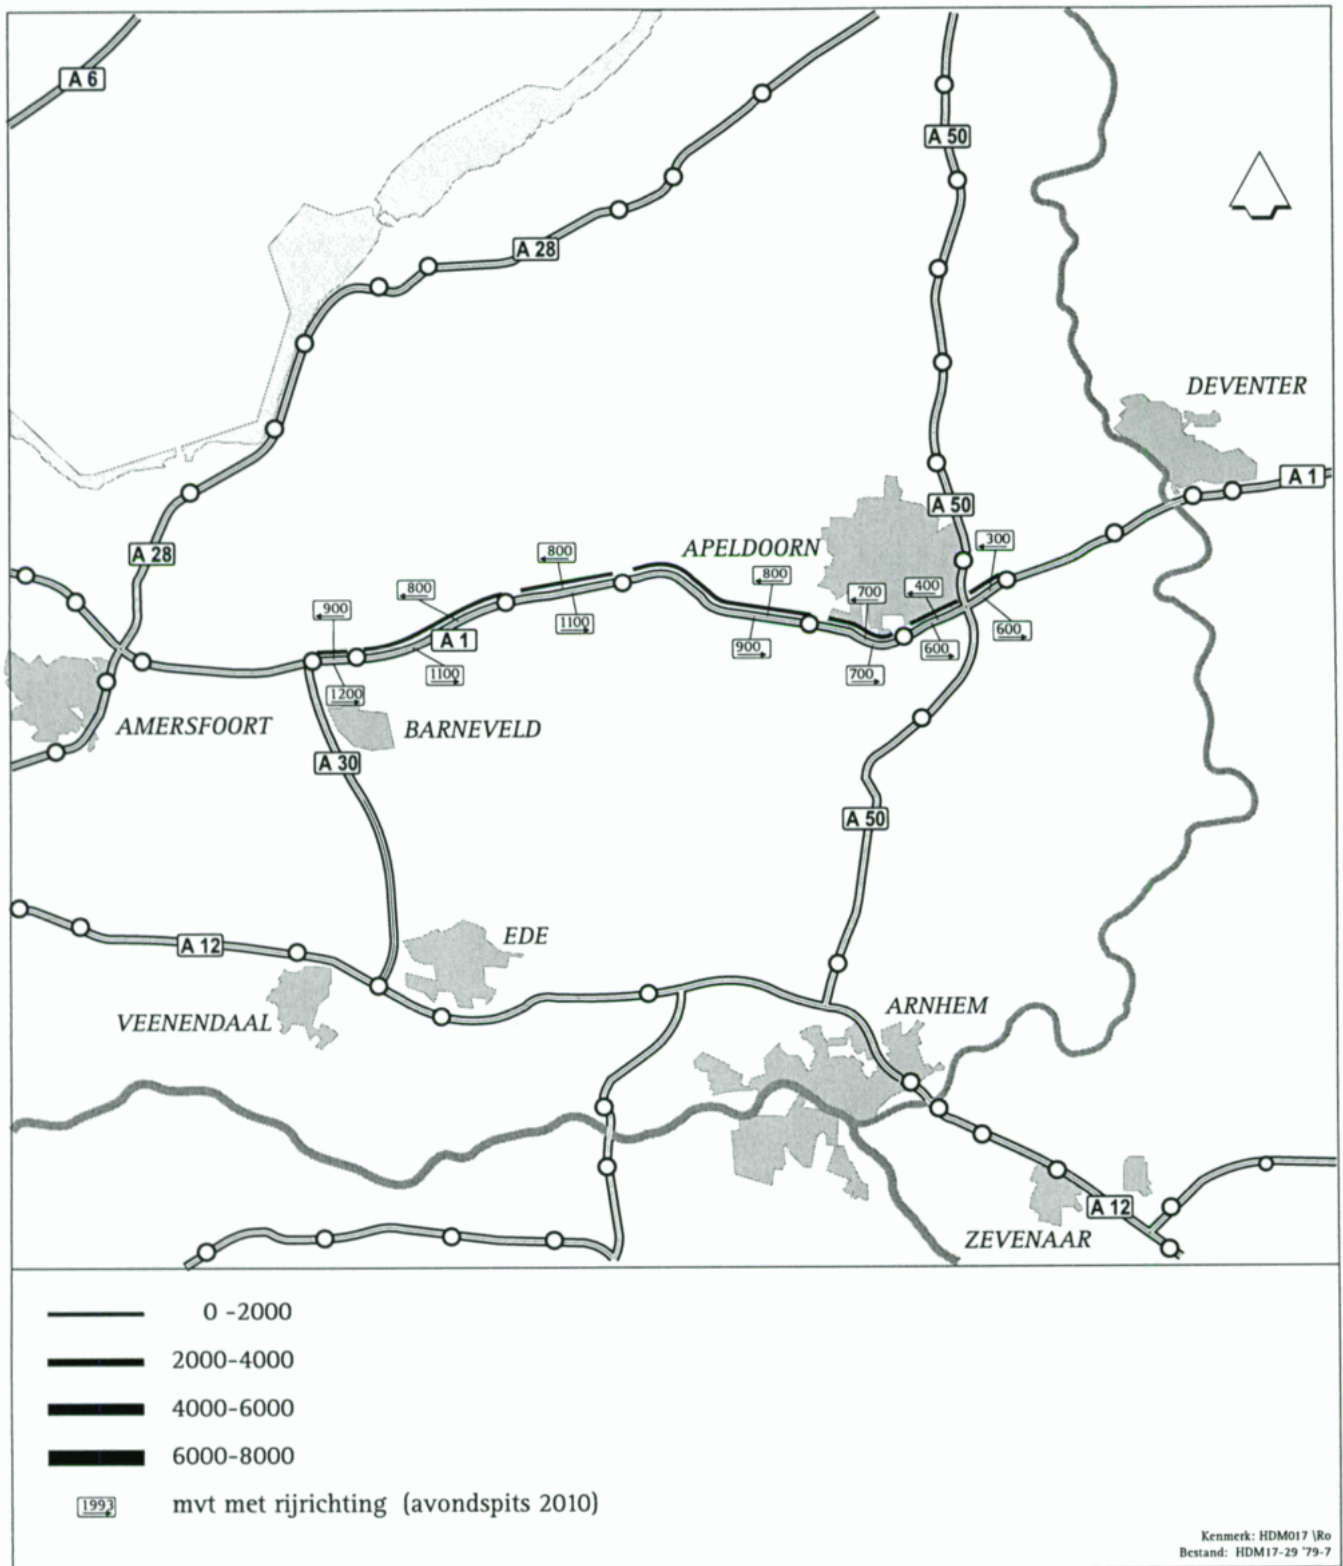 A 6
A 50
A 28
DEVENTER
A 1
A 50
A 28
APELDOORN
300
800
800
800
700
400
900
A 1
1100
900
600
600
700
1100
1200
AMERSFOORT
BARNEVELD
A 30
A 50
EDE
A 12
ARNHEM
VEENENDAAL
A 12
ZEVENAAR
0 -2000
2000-4000
4000-6000
6000-8000
1993
mvt met rijrichting (avondspits 2010)
Kenmerk: HDM017 \Ro
Bestand: HDM17-29 '79-7